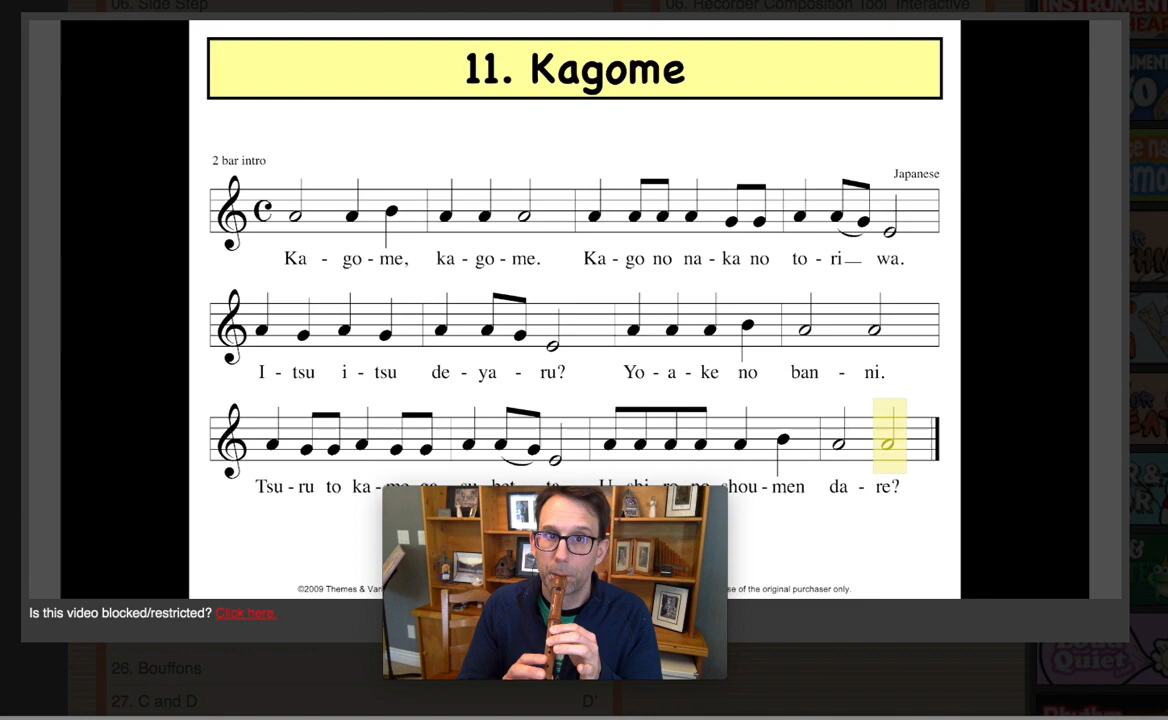 06. Side Step
06. Recorder Composition Tool Interactive
INSTRUMENT
11. Kagome
2 bar intro
Japanese
Ka - go - me, ka - go - me. Ka - go no na - ka no to - ri wa.
I - tsu i - tsu de - ya - ru? Yo - a - ke no ban - ni.
Tsu - ru to ka - shou - men da - re?
©2009 Themes & Var
se of the original purchaser only.
Is this video blocked/restricted? Click here.
26. Bouffons
Quiet
27. C and D D'
Rhythm